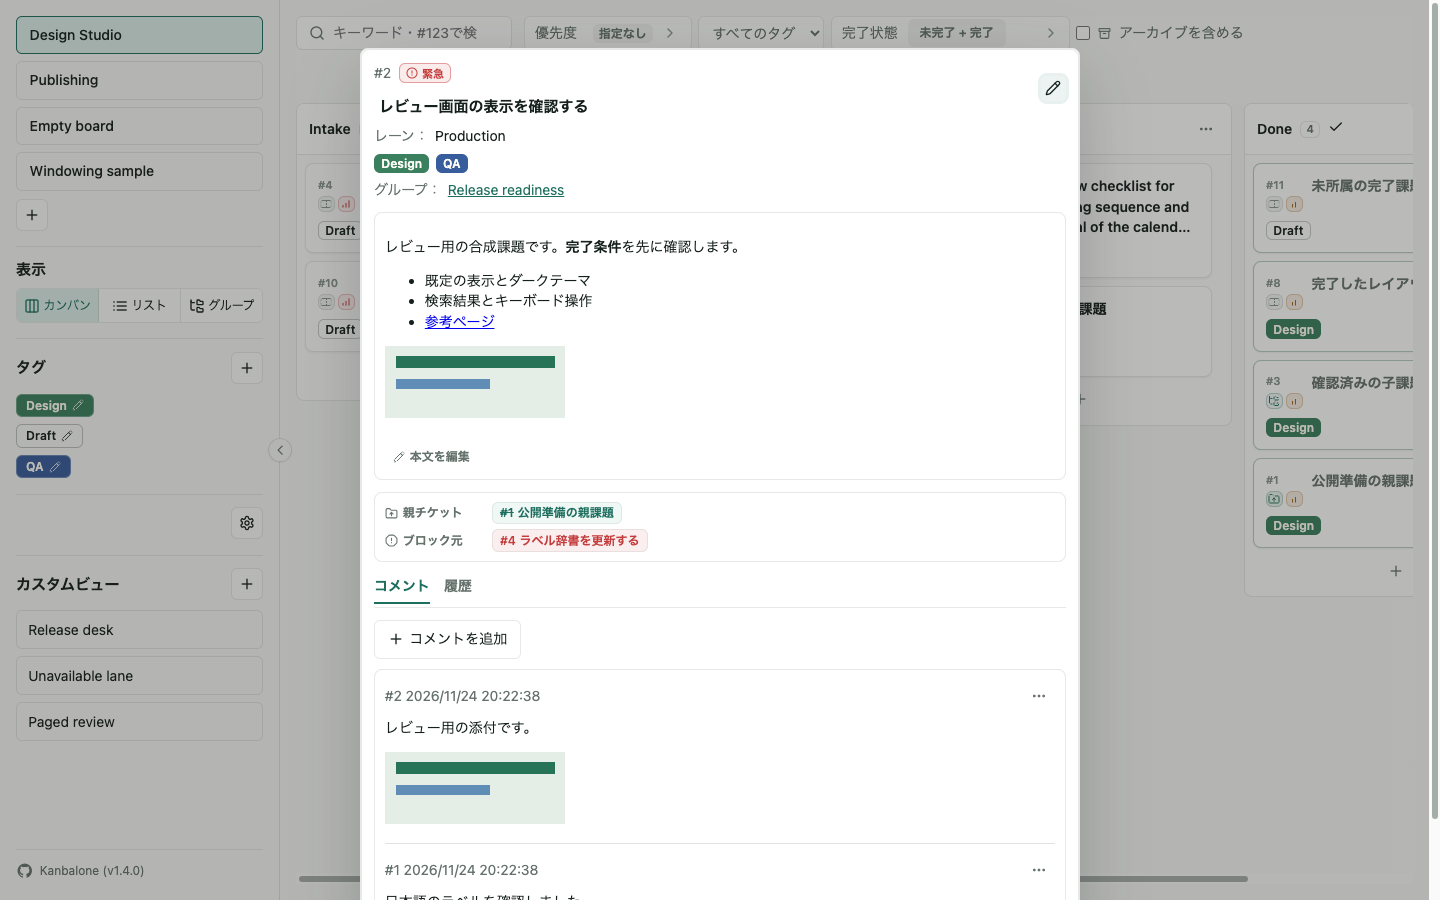 Design Studio
Publishing
Empty board
Windowing sample
表示
カンバン
リスト
グループ
タグ
Design
Draft
QA
カスタムビュー
Release desk
Unavailable lane
Paged review
Kanbalone (v1.4.0)
キーワード・#123で検
優先度 指定なし
すべてのタグ
完了状態 未完了 + 完了
アーカイブを含める
Intake
#4
Draft
#10
Draft
#2 緊急
レビュー画面の表示を確認する
レーン： Production
Design QA
グループ： Release readiness
レビュー用の合成課題です。完了条件を先に確認します。
既定の表示とダークテーマ
検索結果とキーボード操作
参考ページ
本文を編集
親チケット #1 公開準備の親課題
ブロック元 #4 ラベル辞書を更新する
コメント 履歴
コメントを追加
#2 2026/11/24 20:22:38
レビュー用の添付です。
#1 2026/11/24 20:22:38
日本語のラベルを確認しました
w checklist for
g sequence and
l of the calend...
課題
Done 4
#11 未所属の完了課
Draft
#8 完了したレイア
Design
#3 確認済みの子課
Design
#1 公開準備の親課
Design